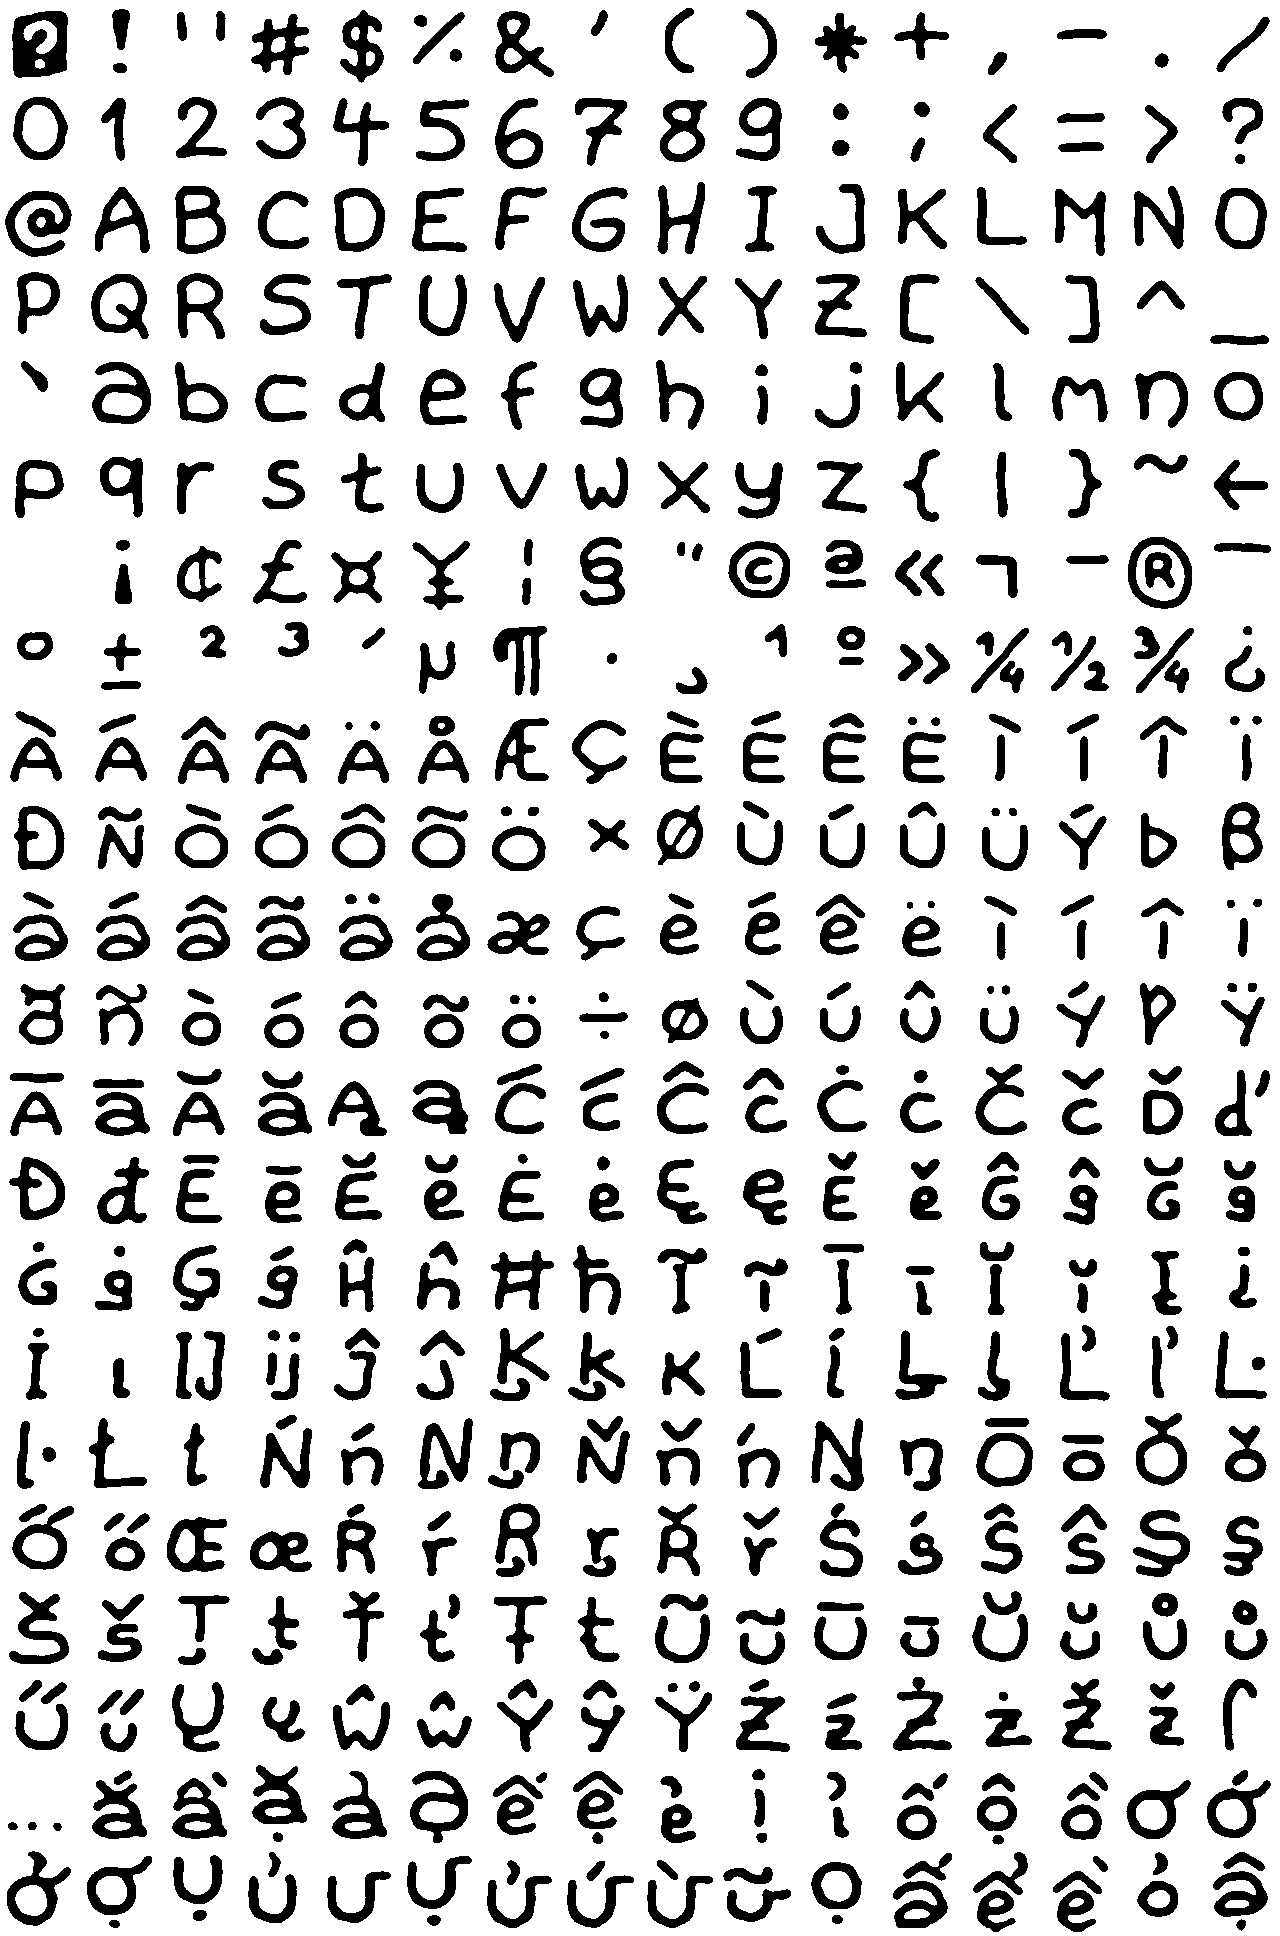 � ! " # $ % & ' ( ) * + , - . /
0 1 2 3 4 5 6 7 8 9 : ; < = > ?
@ A B C D E F G H I J K L M N O
P Q R S T U V W X Y Z [ \ ] ^ _
` a b c d e f g h i j k l m n o
p q r s t u v w x y z { | } ~ ←
¡ ¢ £ ¤ ¥ ¦ § ¨ © ª « ¬ - ® ¯
° ± ² ³ ´ µ ¶ · ¸ ¹ º » ¼ ½ ¾ ¿
À Á Â Ã Ä Å Æ Ç È É Ê Ë Ì Í Î Ï
Ð Ñ Ò Ó Ô Õ Ö × Ø Ù Ú Û Ü Ý Þ ß
à á â ã ä å æ ç è é ê ë ì í î ï
ð ñ ò ó ô õ ö ÷ ø ù ú û ü ý þ ÿ
Ā ā Ă ă Ą ą Ć ć Ĉ ĉ Ċ ċ Č č Ď ď
Đ đ Ē ē Ĕ ĕ Ė ė Ę ę Ě ě Ĝ ĝ Ğ ğ
Ġ ġ Ģ ģ Ĥ ĥ Ħ ħ Ĩ ĩ Ī ī Ĭ ĭ Į į
İ ı Ĳ ĳ Ĵ ĵ Ķ ķ ĸ Ĺ ĺ Ļ ļ Ľ ľ Ŀ
ŀ Ł ł Ń ń Ņ ņ Ň ň ŉ Ŋ ŋ Ō ō Ŏ ŏ
Ő ő Œ œ Ŕ ŕ Ŗ ŗ Ř ř Ś ś Ŝ ŝ Ş ş
Š š Ţ ţ Ť ť Ŧ ŧ Ũ ũ Ū ū Ŭ ŭ Ů ů
Ű ű Ų ų Ŵ ŵ Ŷ ŷ Ÿ Ź ź Ż ż Ž ž ſ
… ắ ầ ặ ả ạ ế ệ ẻ ị ỉ ố ộ ồ ơ ớ
ở ợ ụ ủ ư ự ử ứ ừ ữ ọ ấ ế ề ỏ ậ